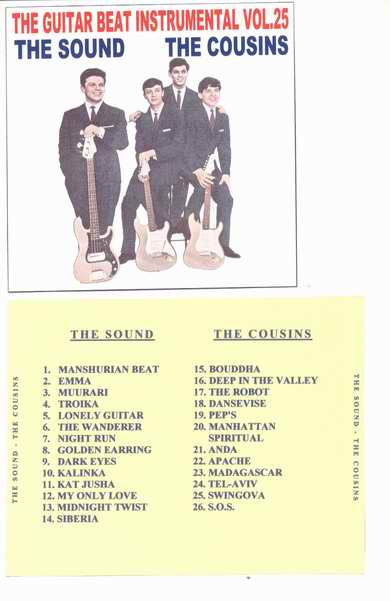 THE GUITAR BEAT INSTRUMENTAL VOL.25
THE SOUND THE COUSINS
THE SOUND
1. MANSHURIAN BEAT
2. EMMA
3. MUURARI
4. TROIKA
5. LONELY GUITAR
6. THE WANDERER
7. NIGHT RUN
8. GOLDEN EARRING
9. DARK EYES
10. KALINKA
11. KAT JUSHA
12. MY ONLY LOVE
13. MIDNIGHT TWIST
14. SIBERIA
THE COUSINS
15. BOUDDHA
16. DEEP IN THE VALLEY
17. THE ROBOT
18. DANSEVISE
19. PEP'S
20. MANHATTAN
SPIRITUAL
21. ANDA
22. APACHE
23. MADAGASCAR
24. TEL-AVIV
25. SWINGOVA
26. S.O.S.
THE SOUND - THE COUSINS
THE SOUND - THE COUSINS